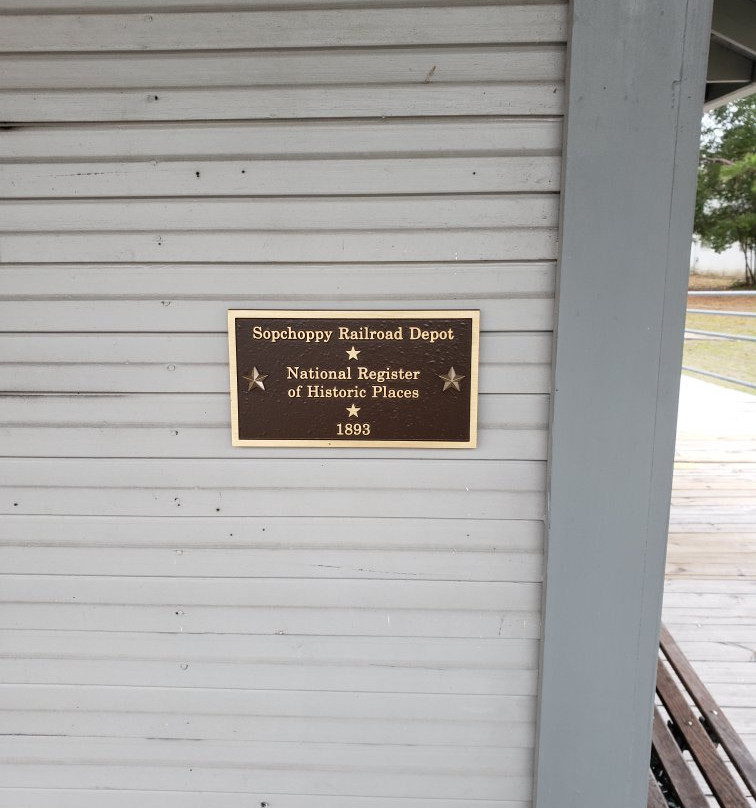 Sopchoppy Railroad Depot
National Register
of Historic Places
1893